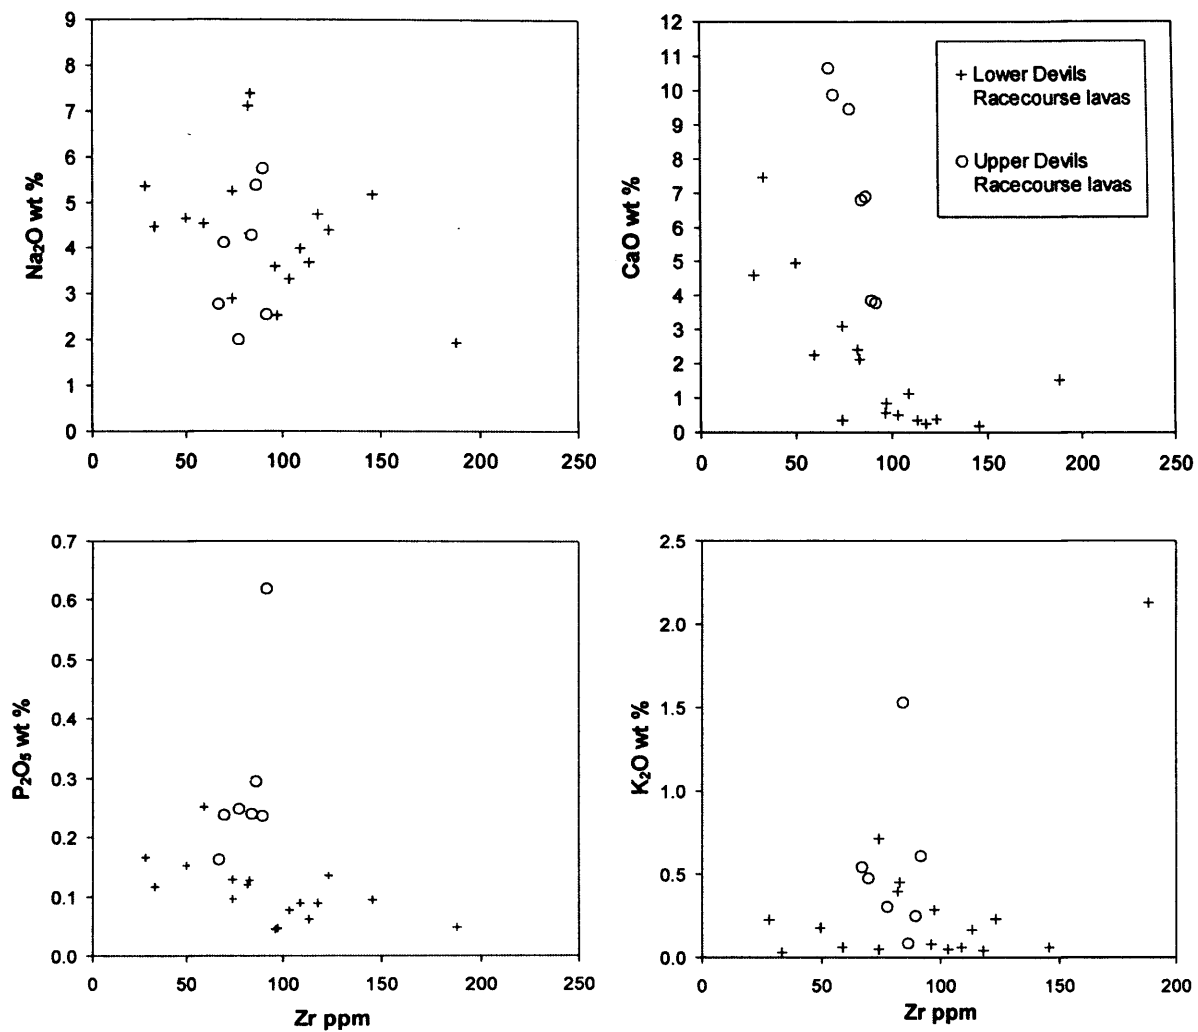 9
8
7
6
5
4
3
2
1
0
Na₂O wt %
0 50 100 150 200 250
12
11
10
9
8
7
6
5
4
3
2
1
0
CaO wt %
+ Lower Devils
Racecourse lavas
O Upper Devils
Racecourse lavas
0 50 100 150 200 250
0.7
0.6
0.5
0.4
0.3
0.2
0.1
0.0
P₂O₅ wt %
0 50 100 150 200 250
Zr ppm
2.5
2.0
1.5
1.0
0.5
0.0
K₂O wt %
0 50 100 150 200
Zr ppm